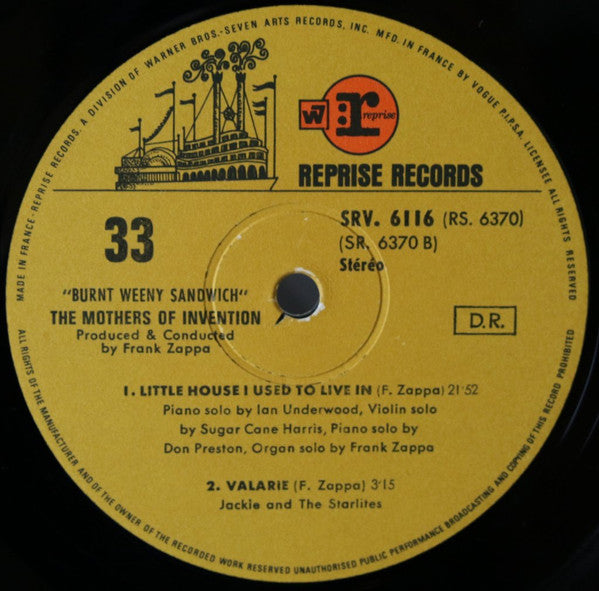 MADE IN FRANCE - REPRISE RECORDS, A DIVISION OF WARNER BROS.-SEVEN ARTS RECORDS, INC. MFD. IN FRANCE BY VOGUE P.I.P.S.A. LICENSEE ALL RIGHTS RESERVED
W7 r reprise
REPRISE RECORDS
33
SRV. 6116 (RS. 6370)
(SR. 6370 B)
Stéréo
"BURNT WEENY SANDWICH"
THE MOTHERS OF INVENTION
Produced & Conducted
by Frank Zappa
D.R.
1. LITTLE HOUSE I USED TO LIVE IN (F. Zappa) 21'52
Piano solo by Ian Underwood, Violin solo
by Sugar Cane Harris, Piano solo by
Don Preston, Organ solo by Frank Zappa
2. VALARIE (F. Zappa) 3'15
Jackie and The Starlites
ALL RIGHTS OF THE MANUFACTURER AND OF THE OWNER OF THE RECORDED WORK RESERVED UNAUTHORISED PUBLIC PERFORMANCE BROADCASTING AND COPYING OF THIS RECORD PROHIBITED